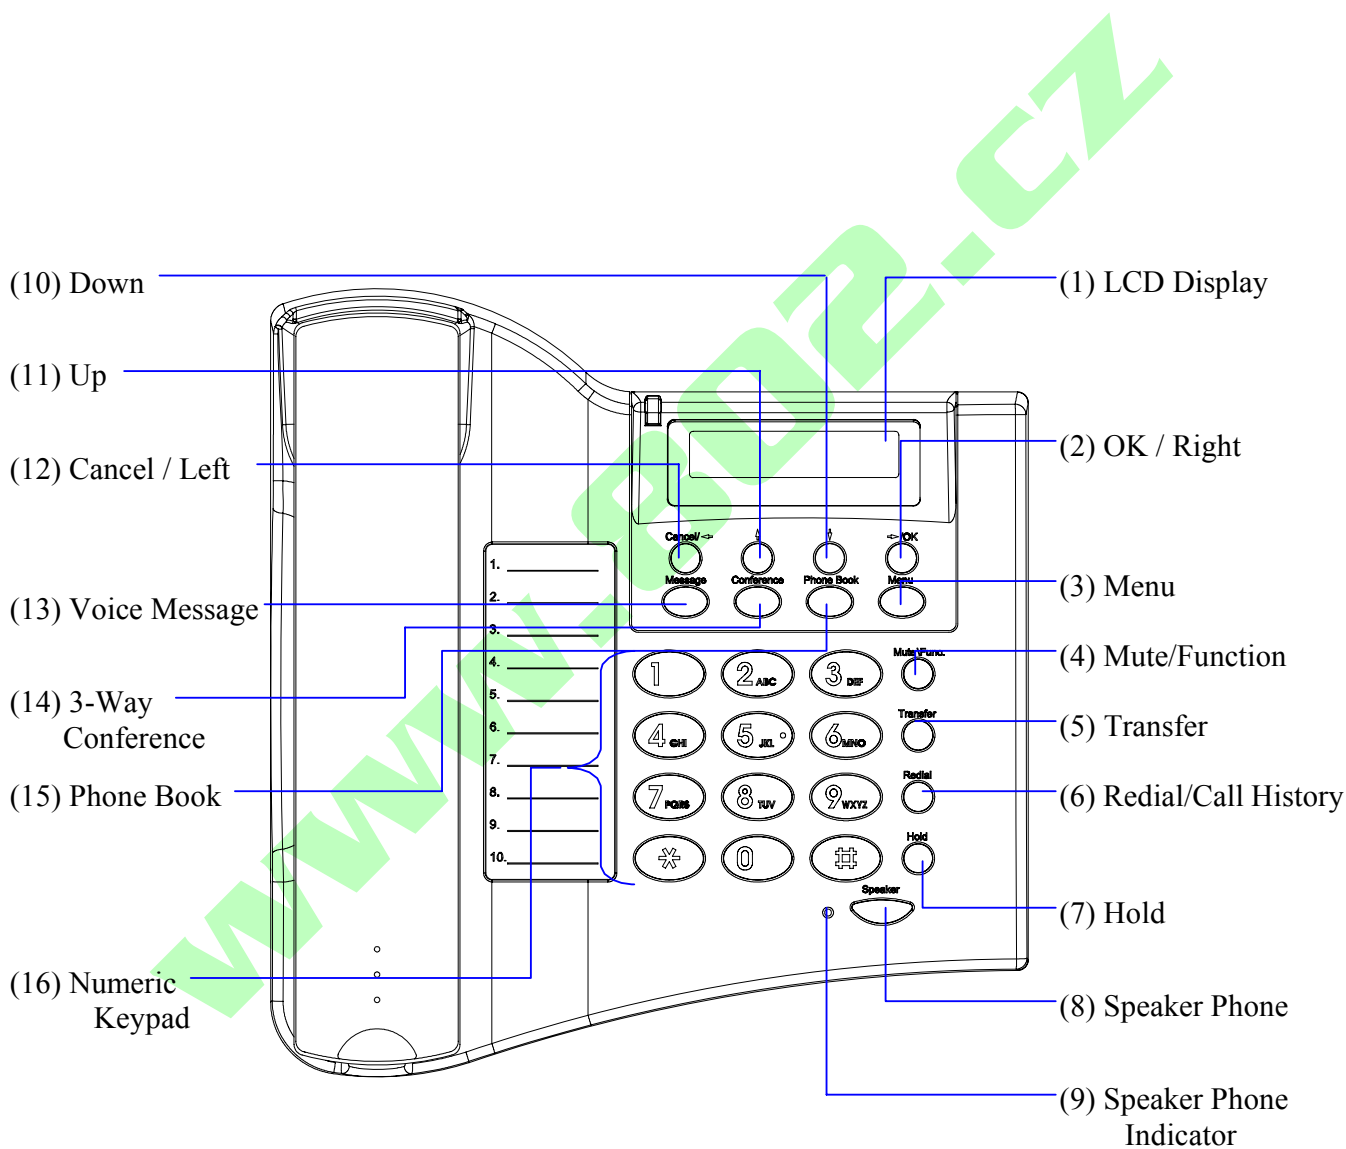 www.802.cz
(10) Down
(1) LCD Display
(11) Up
(2) OK / Right
(12) Cancel / Left
Cancel/
/OK
Message
Conference
Phone Book
Menu
(3) Menu
(13) Voice Message
1.
2.
3.
4.
5.
6.
7.
8.
9.
10.
Mute\Func.
(4) Mute/Function
(14) 3-Way
Conference
Transfer
(5) Transfer
(15) Phone Book
Redial
(6) Redial/Call History
Hold
(7) Hold
1
2 ABC
3 DEF
4 GHI
5 JKL
6 MNO
7 PQRS
8 TUV
9 WXYZ
*
0
#
Speaker
(16) Numeric
Keypad
(8) Speaker Phone
(9) Speaker Phone
Indicator